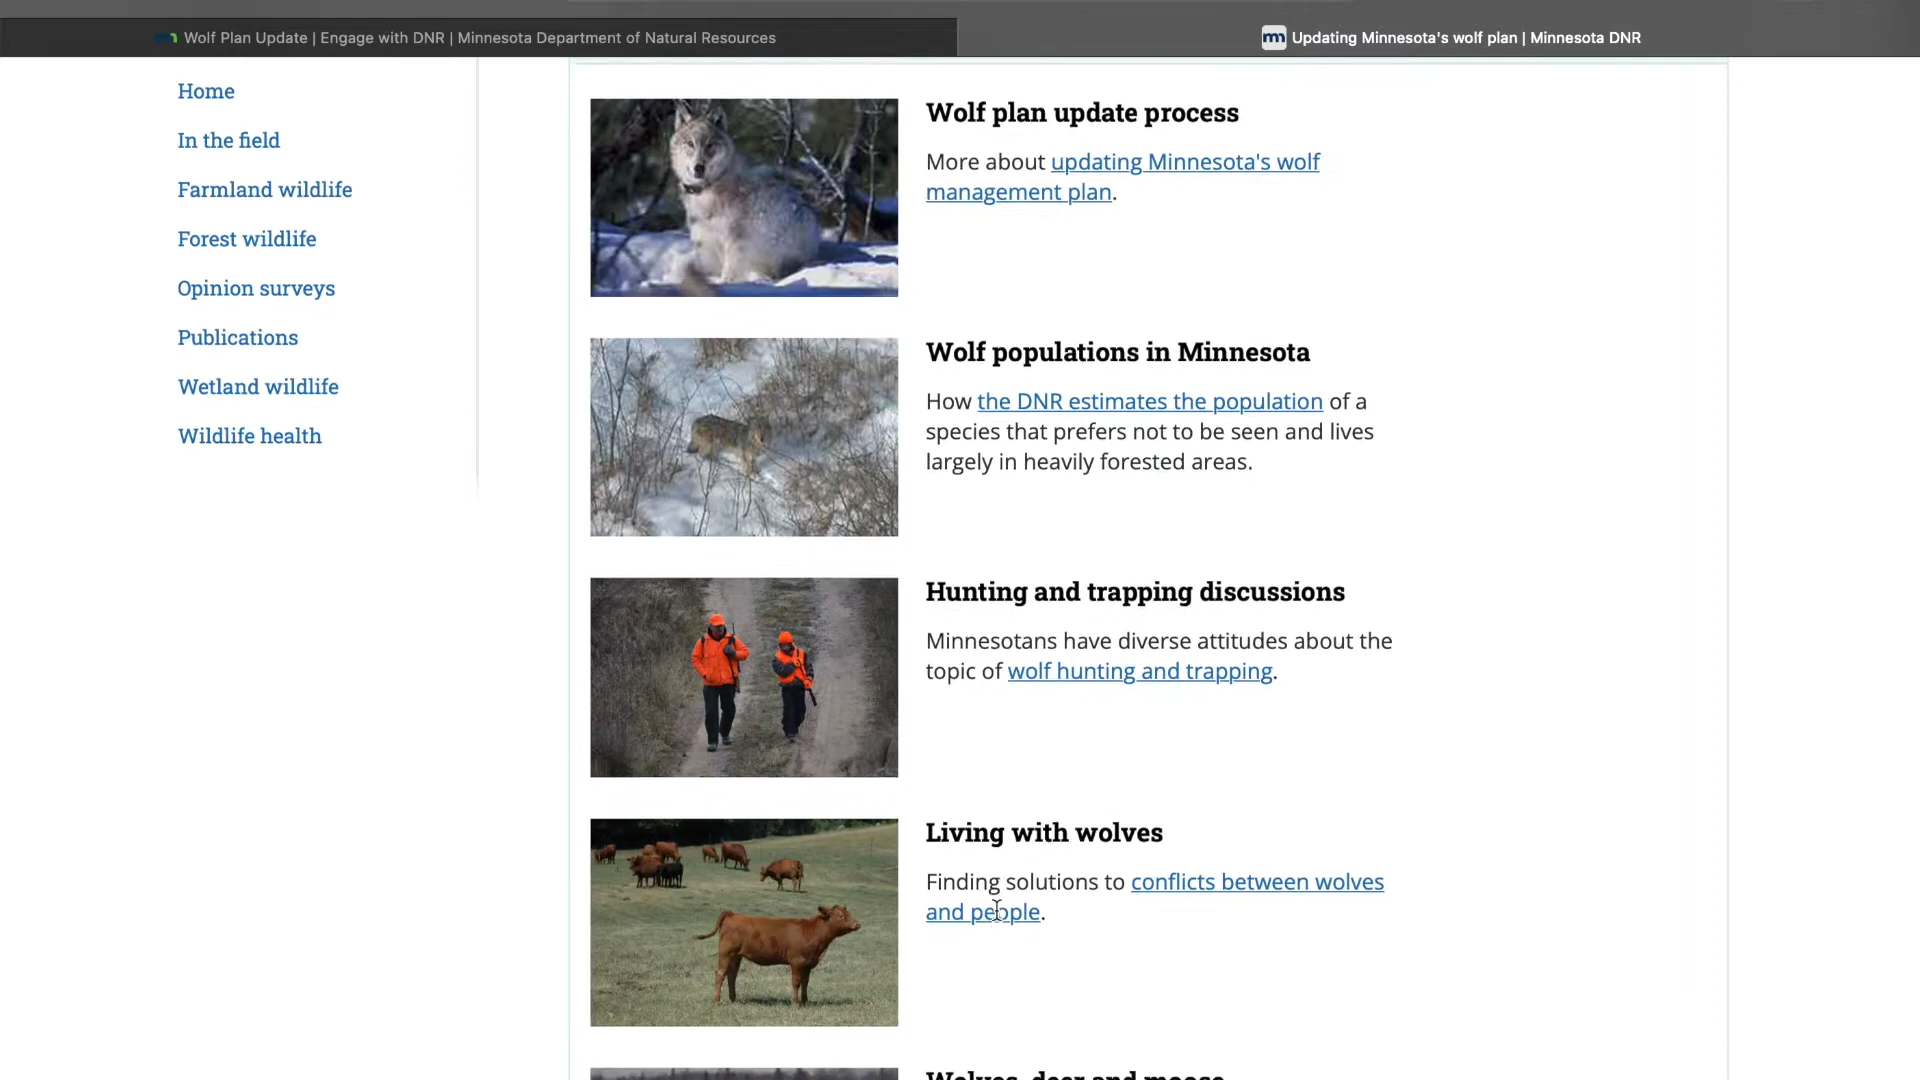 Wolf Plan Update | Engage with DNR | Minnesota Department of Natural Resources
Updating Minnesota's wolf plan | Minnesota DNR
Home
In the field
Farmland wildlife
Forest wildlife
Opinion surveys
Publications
Wetland wildlife
Wildlife health
Wolf plan update process
More about updating Minnesota's wolf
management plan.
Wolf populations in Minnesota
How the DNR estimates the population of a
species that prefers not to be seen and lives
largely in heavily forested areas.
Hunting and trapping discussions
Minnesotans have diverse attitudes about the
topic of wolf hunting and trapping.
Living with wolves
Finding solutions to conflicts between wolves
and people.
Wolves, deer and moose